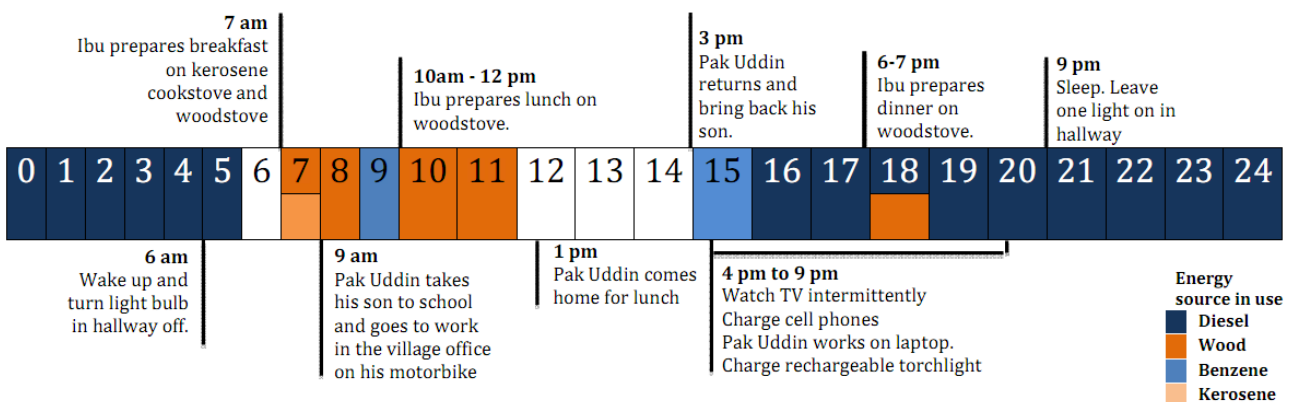 7 am
Ibu prepares breakfast
on kerosene
cookstove and
woodstove
10am - 12 pm
Ibu prepares lunch on
woodstove.
3 pm
Pak Uddin
returns and
bring back his
son.
6-7 pm
Ibu prepares
dinner on
woodstove.
9 pm
Sleep. Leave
one light on in
hallway
0 1 2 3 4 5 6 7 8 9 10 11 12 13 14 15 16 17 18 19 20 21 22 23 24
6 am
Wake up and
turn light bulb
in hallway off.
9 am
Pak Uddin takes
his son to school
and goes to work
in the village office
on his motorbike
1 pm
Pak Uddin comes
home for lunch
4 pm to 9 pm
Watch TV intermittently
Charge cell phones
Pak Uddin works on laptop.
Charge rechargeable torchlight
Energy
source in use
Diesel
Wood
Benzene
Kerosene